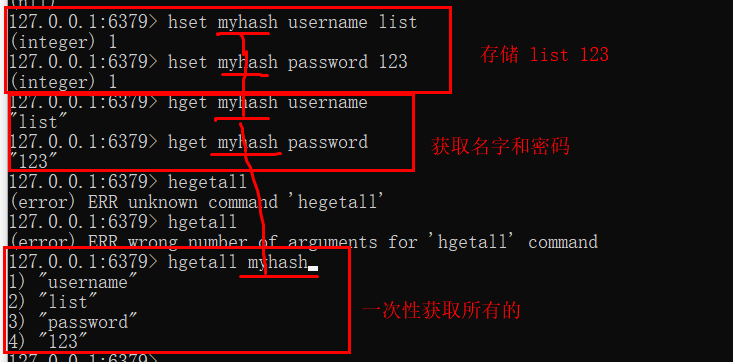 (nil)
127.0.0.1:6379> hset myhash username list
(integer) 1
127.0.0.1:6379> hset myhash password 123
(integer) 1
存储 list 123
127.0.0.1:6379> hget myhash username
"list"
127.0.0.1:6379> hget myhash password
"123"
获取名字和密码
127.0.0.1:6379> hegetall
(error) ERR unknown command 'hegetall'
127.0.0.1:6379> hgetall
(error) ERR wrong number of arguments for 'hgetall' command
127.0.0.1:6379> hgetall myhash
1) "username"
2) "list"
3) "password"
4) "123"
一次性获取所有的
127.0.0.1:6379>